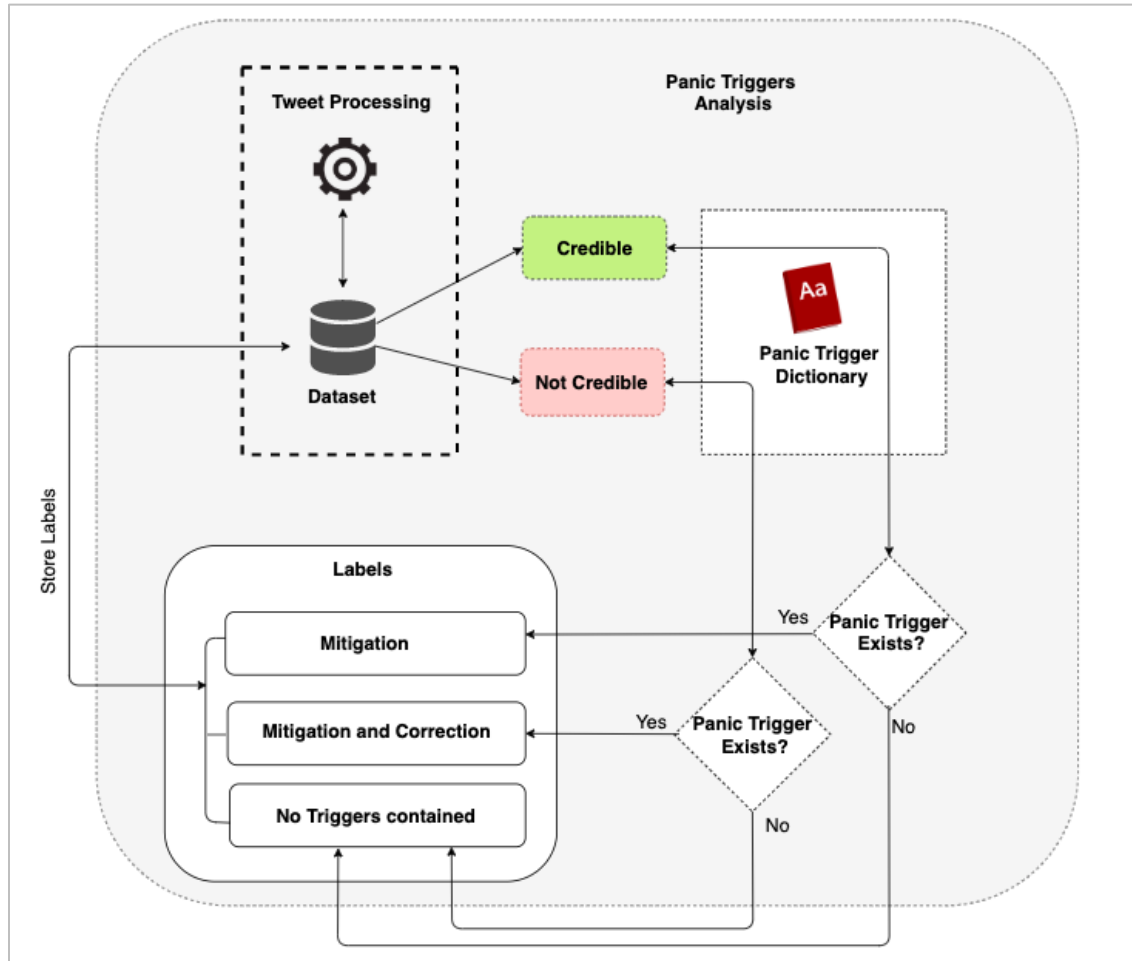 Panic Triggers
Analysis
Tweet Processing
Credible
Aa
Panic Trigger
Dictionary
Not Credible
Dataset
Store Labels
Labels
Mitigation
Yes
Panic Trigger
Exists?
Mitigation and Correction
Yes
Panic Trigger
Exists?
No
No Triggers contained
No